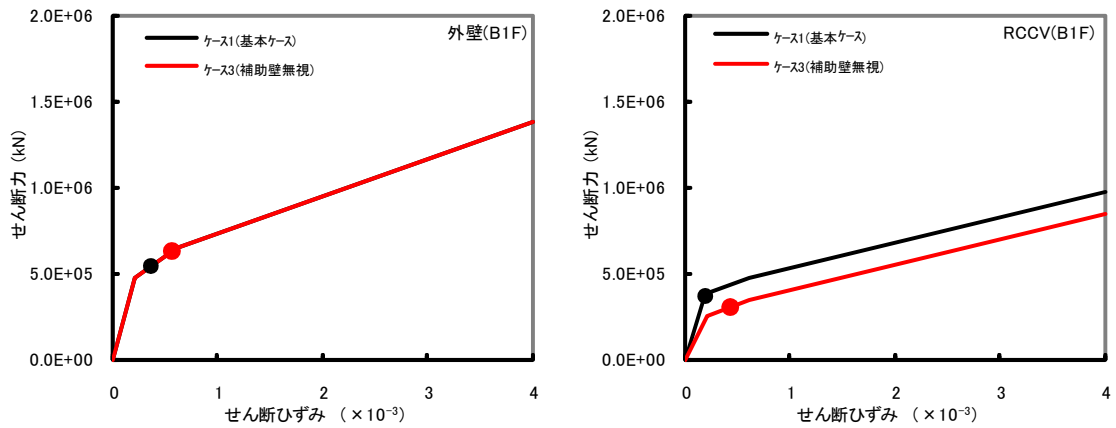 2.0E+06
1.5E+06
1.0E+06
5.0E+05
0.0E+00
せん断力 (kN)
ケース1(基本ケース)
ケース3(補助壁無視)
外壁(B1F)
0 1 2 3 4
せん断ひずみ (×10⁻³)
2.0E+06
1.5E+06
1.0E+06
5.0E+05
0.0E+00
せん断力 (kN)
ケース1(基本ケース)
ケース3(補助壁無視)
RCCV(B1F)
0 1 2 3 4
せん断ひずみ (×10⁻³)